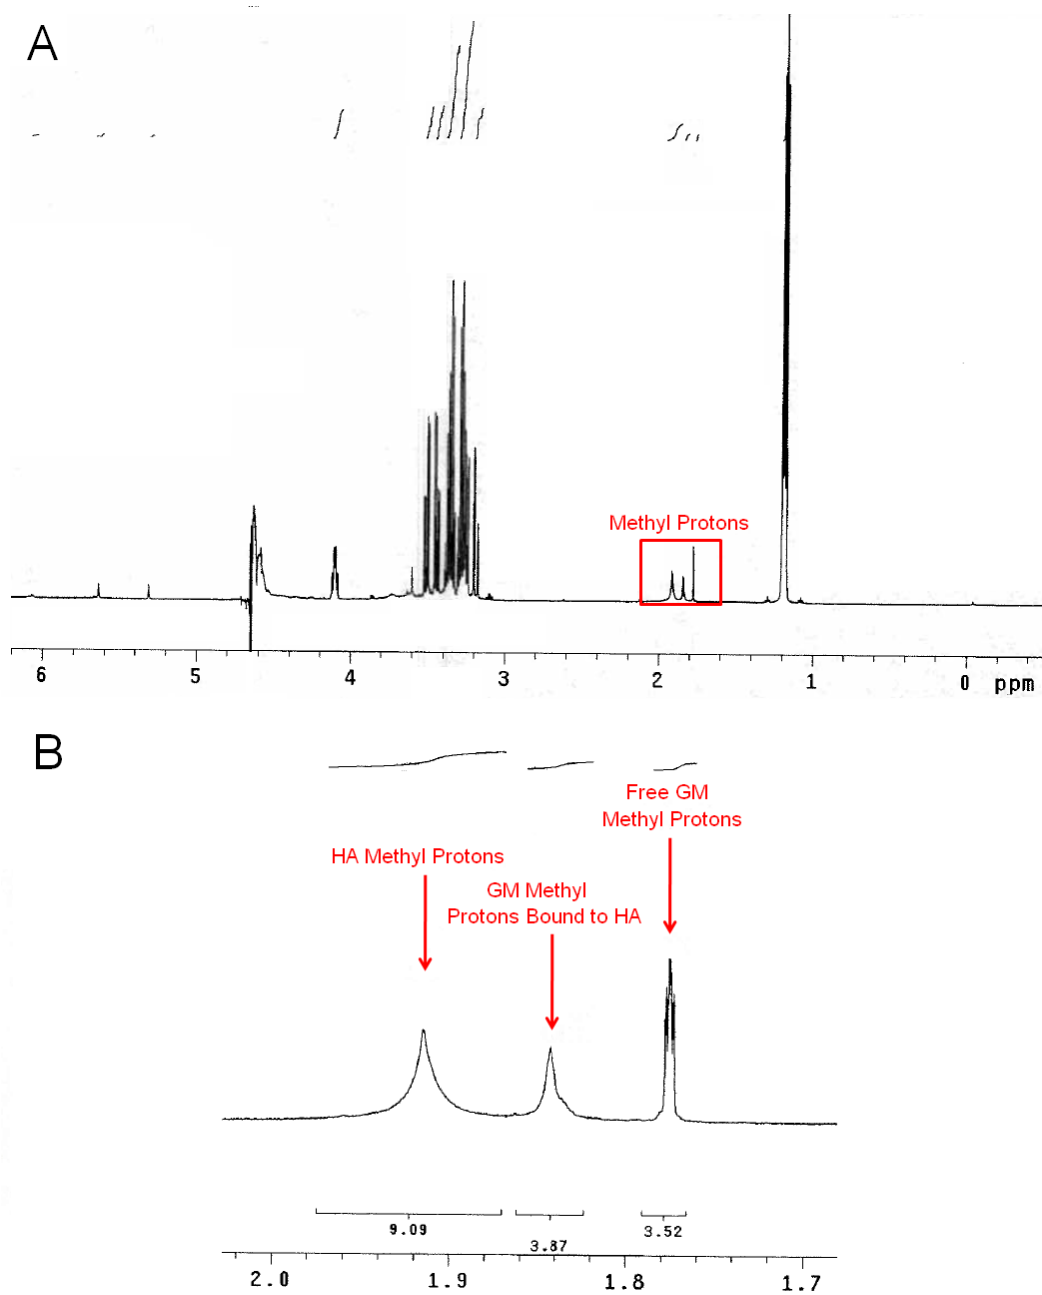 A
Methyl Protons
6 5 4 3 2 1 0 ppm
B
Free GM
Methyl Protons
HA Methyl Protons
GM Methyl
Protons Bound to HA
9.09
3.87
3.52
2.0 1.9 1.8 1.7